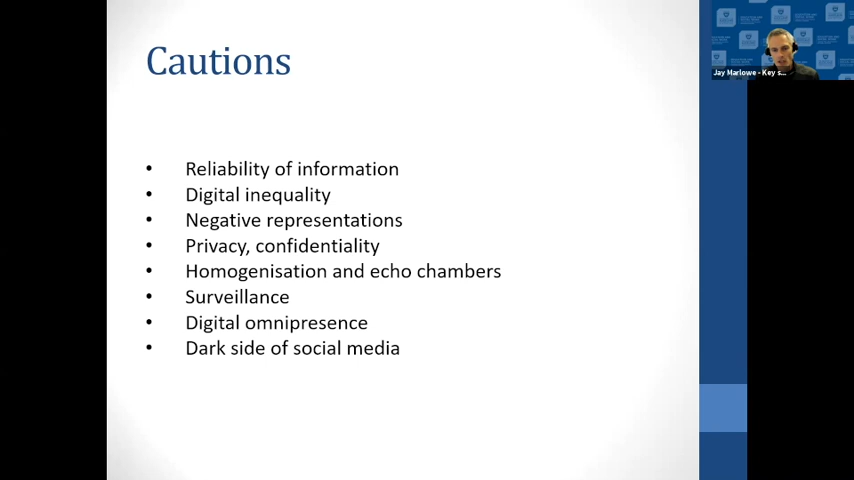 Cautions
• Reliability of information
• Digital inequality
• Negative representations
• Privacy, confidentiality
• Homogenisation and echo chambers
• Surveillance
• Digital omnipresence
• Dark side of social media
Jay Marlowe - Key s...